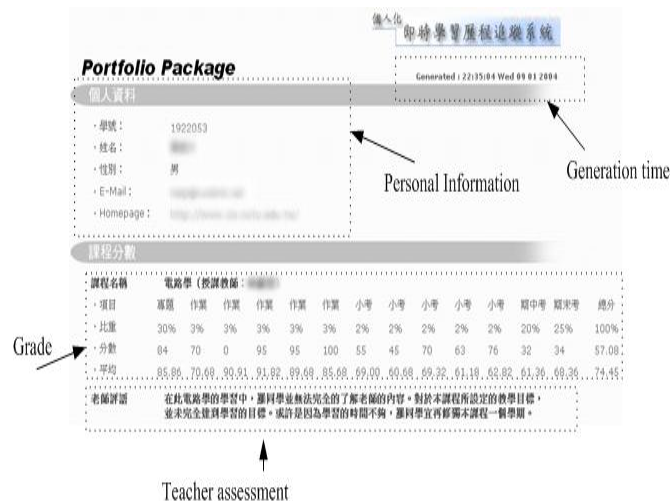 個人化
即時學習歷程追蹤系統
Portfolio Package
Generated : 22:35:04 Wed 09 01 2004
個人資料
· 學號： 1922053
· 姓名：
· 性別： 男
· E-Mail：
· Homepage：
Personal Information
Generation time
課程分數
課程名稱 電路學（授課教師：
· 項目 專題 作業 作業 作業 作業 作業 小考 小考 小考 小考 小考 期中考 期末考 總分
· 比重 30% 3% 3% 3% 3% 3% 2% 2% 2% 2% 2% 20% 25% 100%
· 分數 84 70 0 95 95 100 55 45 70 63 76 32 34 57.08
· 平均 85.86 70.68 90.91 91.82 89.68 85.68 69.00 60.68 69.32 61.18 62.82 61.36 68.36 74.45
Grade
老師評語 在此電路學的學習中，羅同學並無法完全的了解老師的內容。對於本課程所設定的教學目標，
並未完全達到學習的目標。或許是因為學習的時間不夠，羅同學宜再修習本課程一個學期。
Teacher assessment